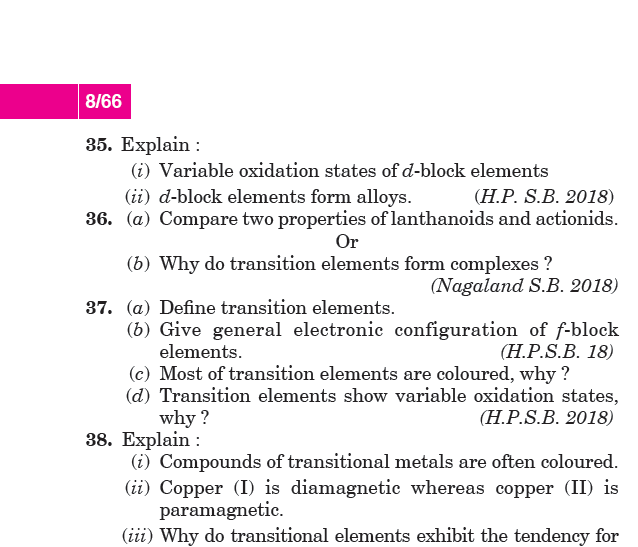 8/66
35. Explain :
(i) Variable oxidation states of d-block elements
(ii) d-block elements form alloys. (H.P. S.B. 2018)
36. (a) Compare two properties of lanthanoids and actionids.
Or
(b) Why do transition elements form complexes ?
(Nagaland S.B. 2018)
37. (a) Define transition elements.
(b) Give general electronic configuration of f-block
elements. (H.P.S.B. 18)
(c) Most of transition elements are coloured, why ?
(d) Transition elements show variable oxidation states,
why ? (H.P.S.B. 2018)
38. Explain :
(i) Compounds of transitional metals are often coloured.
(ii) Copper (I) is diamagnetic whereas copper (II) is
paramagnetic.
(iii) Why do transitional elements exhibit the tendency for